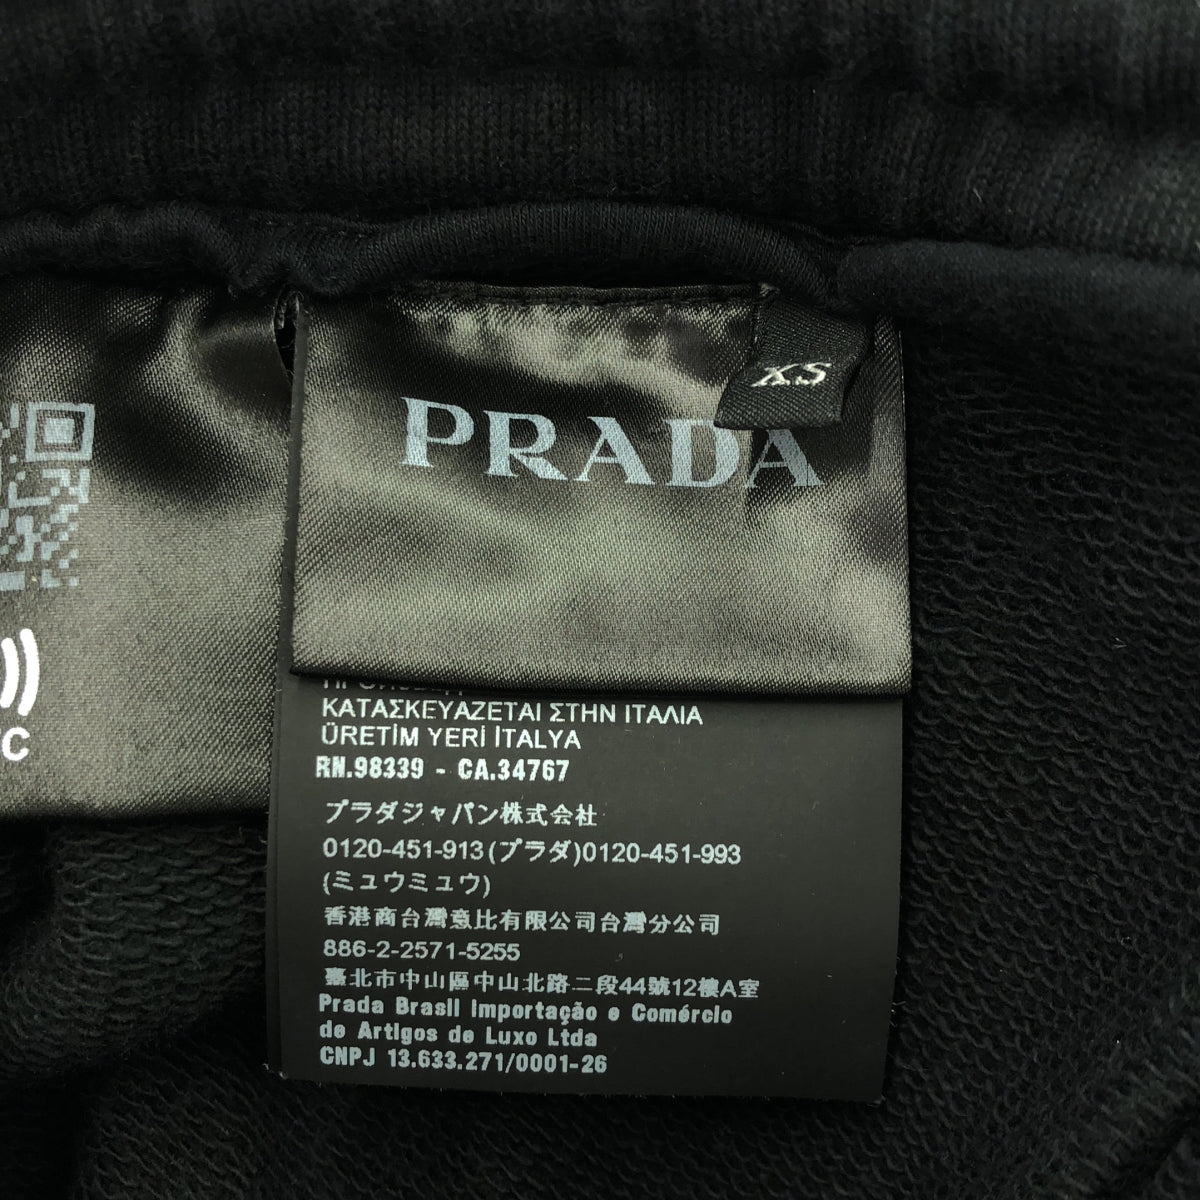 XS
PRADA
C
ΚΑΤΑΣΚΕΥΑΖΕΤΑΙ ΣΤΗΝ ΙΤΑΛΙΑ
ÜRETİM YERİ İTALYA
RN.98339 - CA.34767
プラダジャパン株式会社
0120-451-913(プラダ)0120-451-993
(ミュウミュウ)
香港商台灣意比有限公司台灣分公司
886-2-2571-5255
臺北市中山區中山北路二段44號12樓A室
Prada Brasil Importação e Comércio
de Artigos de Luxo Ltda
CNPJ 13.633.271/0001-26